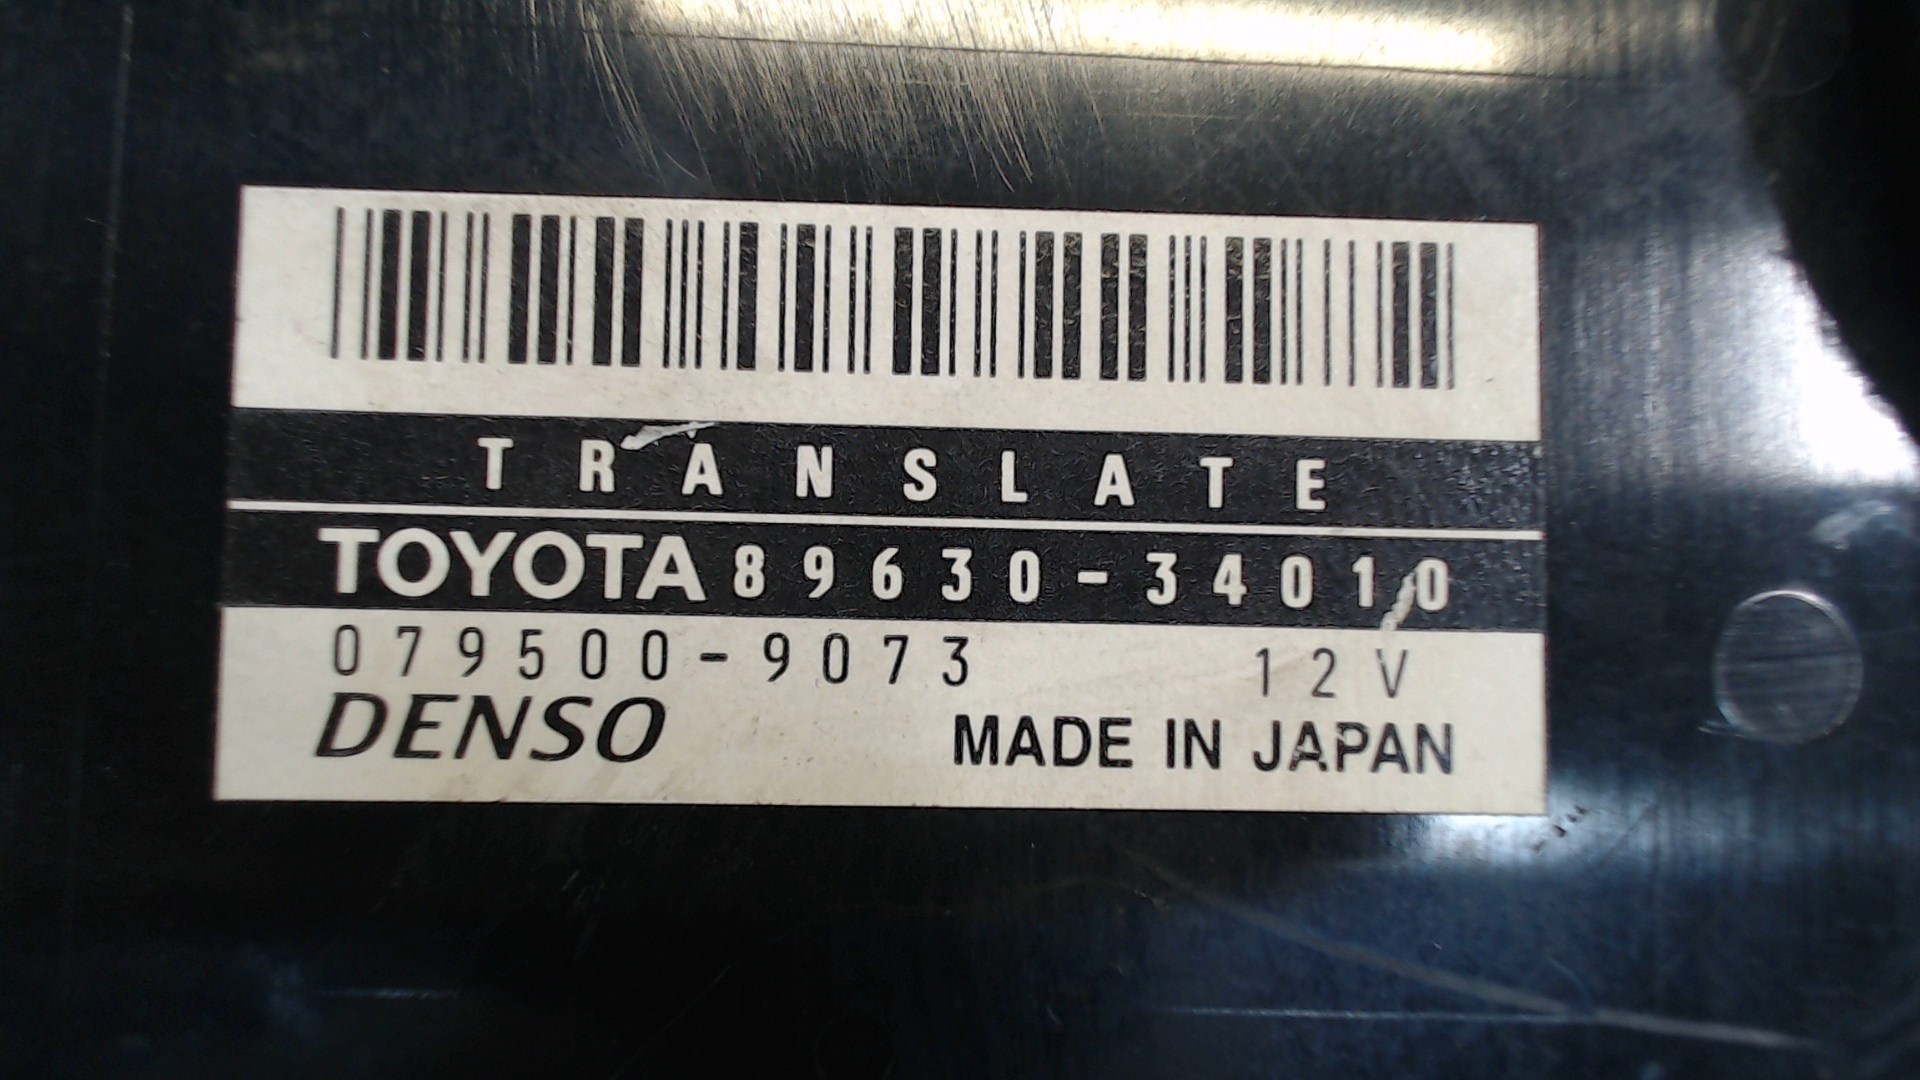 TRANSLATE
TOYOTA 89630-34010
079500-9073 12V
DENSO MADE IN JAPAN